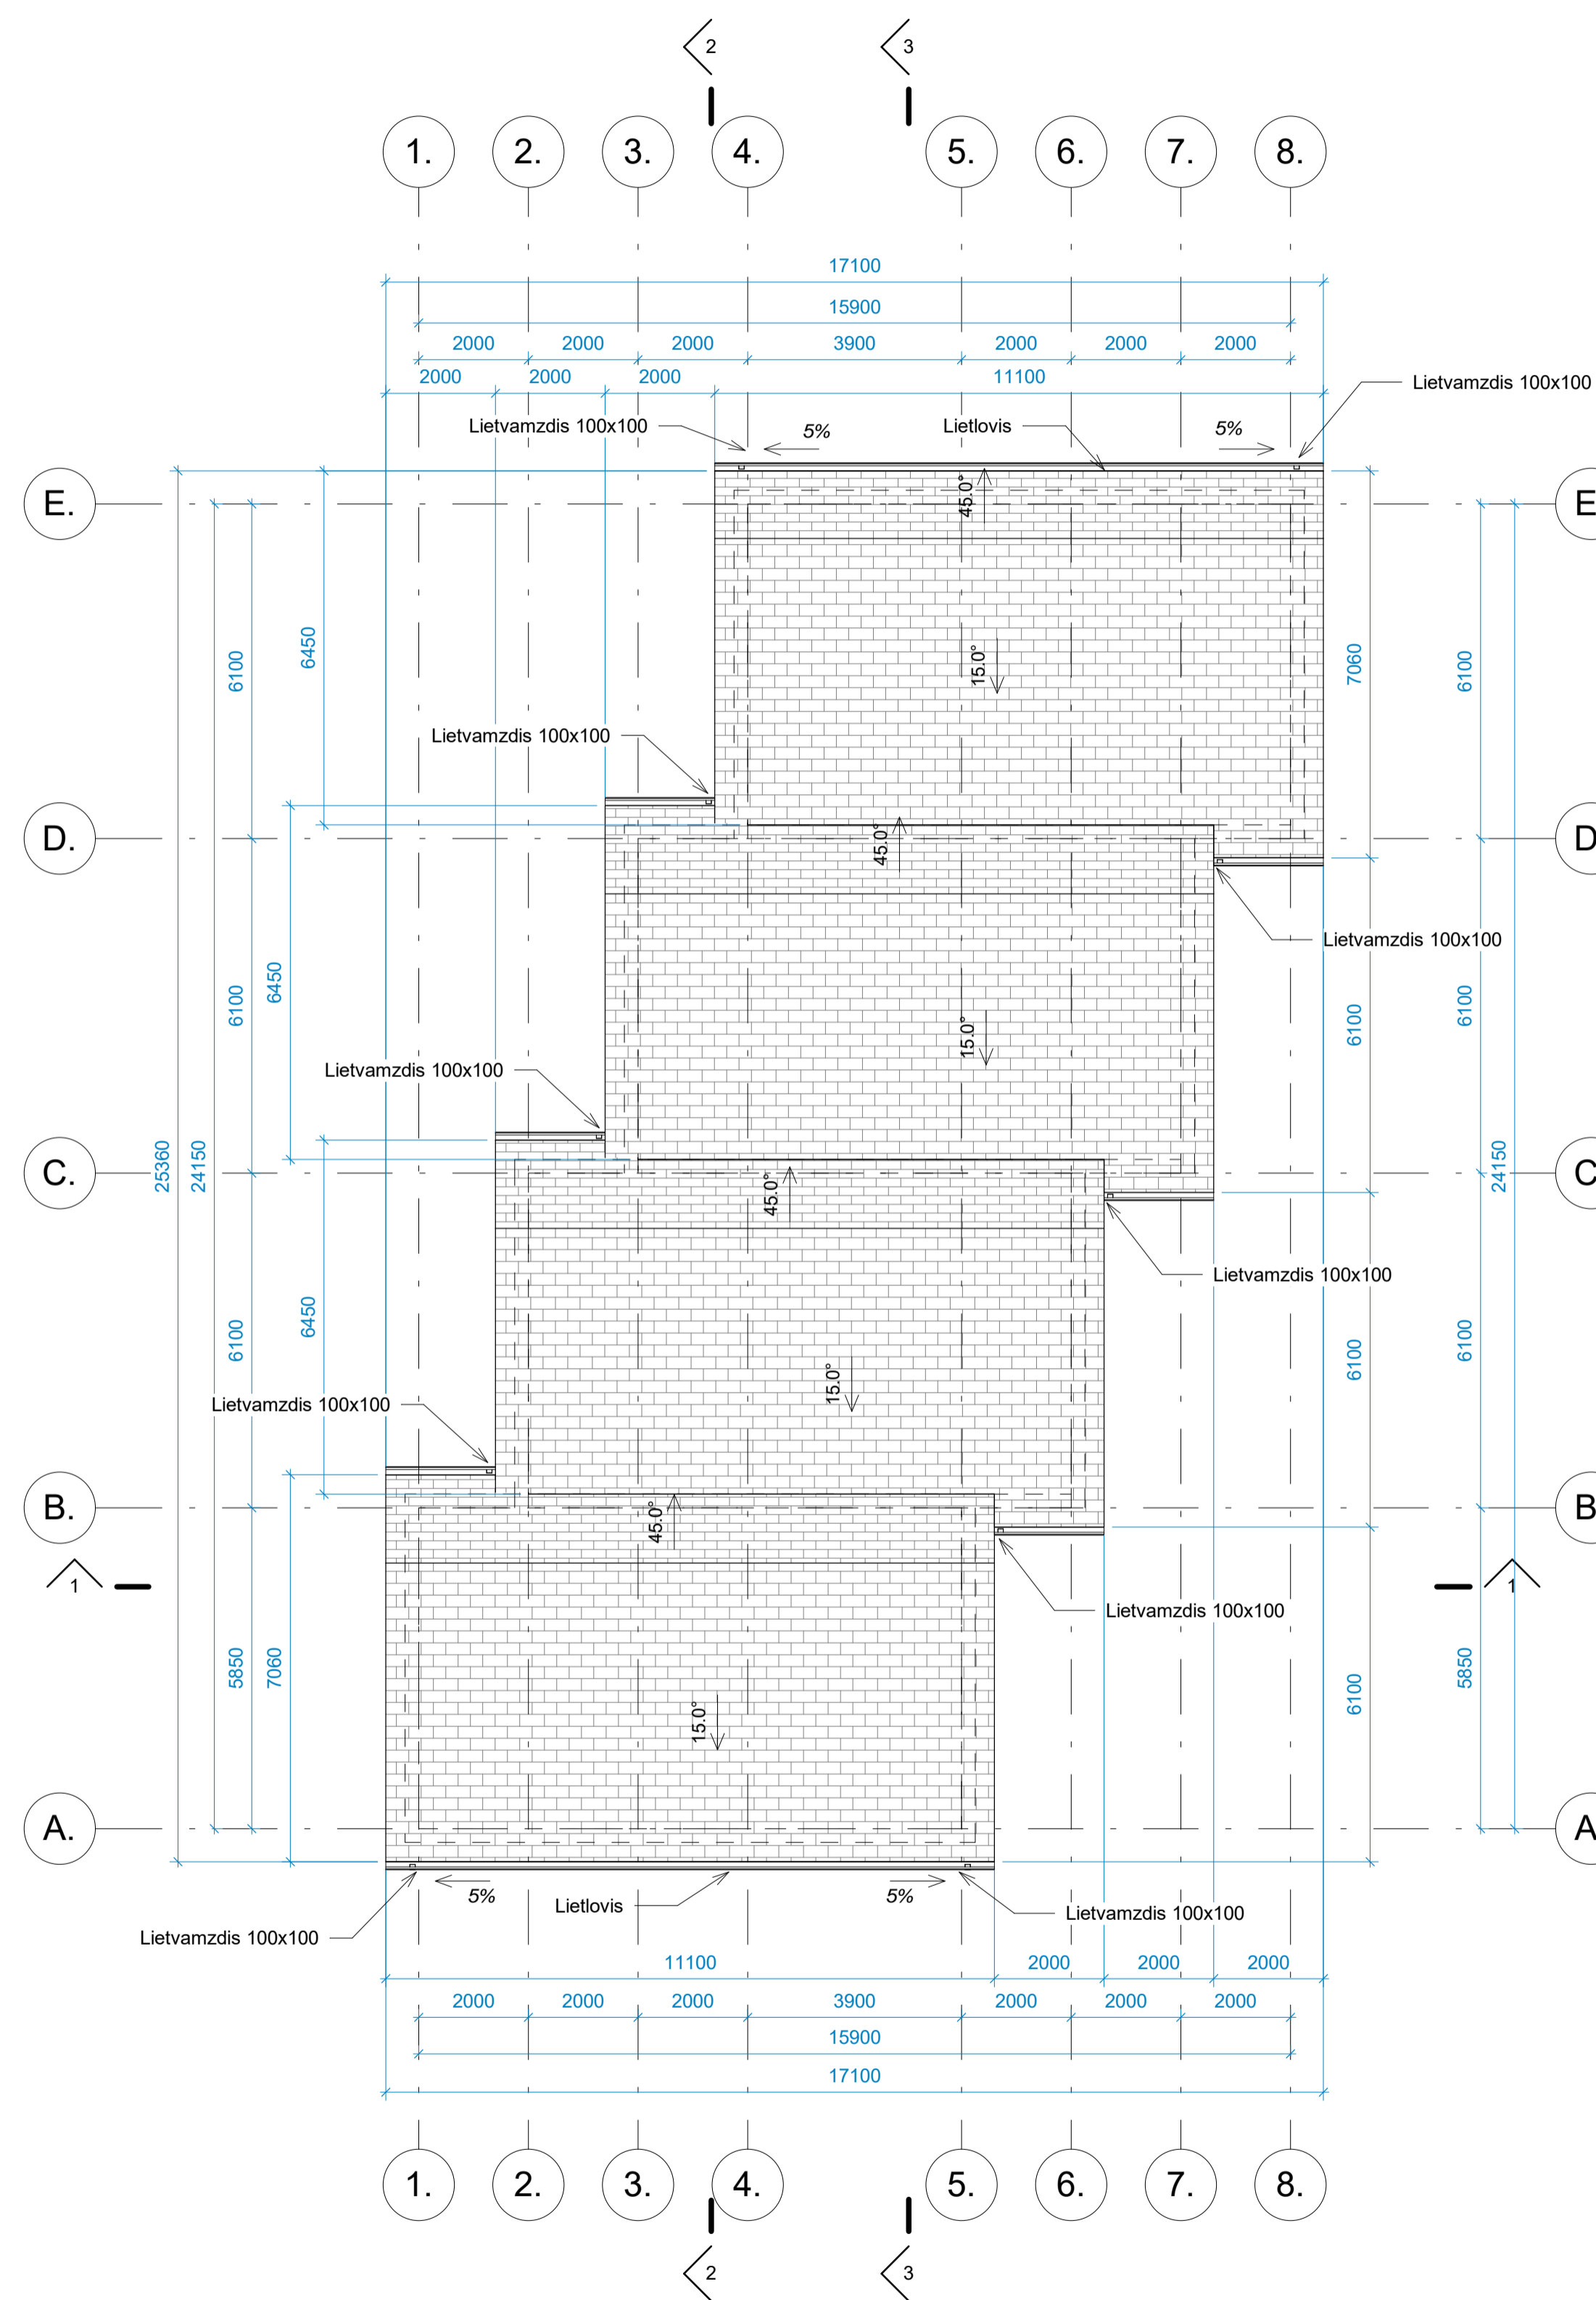 2 3
1. 2. 3. 4. 5. 6. 7. 8.
17100
15900
2000 2000 2000 3900 2000 2000 2000
2000 2000 2000 11100
Lietvamzdis 100x100
Lietvamzdis 100x100 5% Lietlovis 5%
45.0°
E. E
6450 6100 15.0° 7060 6100
Lietvamzdis 100x100
D. 45.0° D
Lietvamzdis 100x100
6100 6450 15.0° 6100 6100
Lietvamzdis 100x100
25360 24150 24150
C. 45.0° C
Lietvamzdis 100x100
6100 6450 15.0° 6100 6100
Lietvamzdis 100x100
B. 45.0° B
1 1
Lietvamzdis 100x100
5850 7060 15.0° 6100 5850
A. A
5% Lietlovis 5%
Lietvamzdis 100x100 Lietvamzdis 100x100
11100 2000 2000 2000
2000 2000 2000 3900 2000 2000 2000
15900
17100
1. 2. 3. 4. 5. 6. 7. 8.
2 3